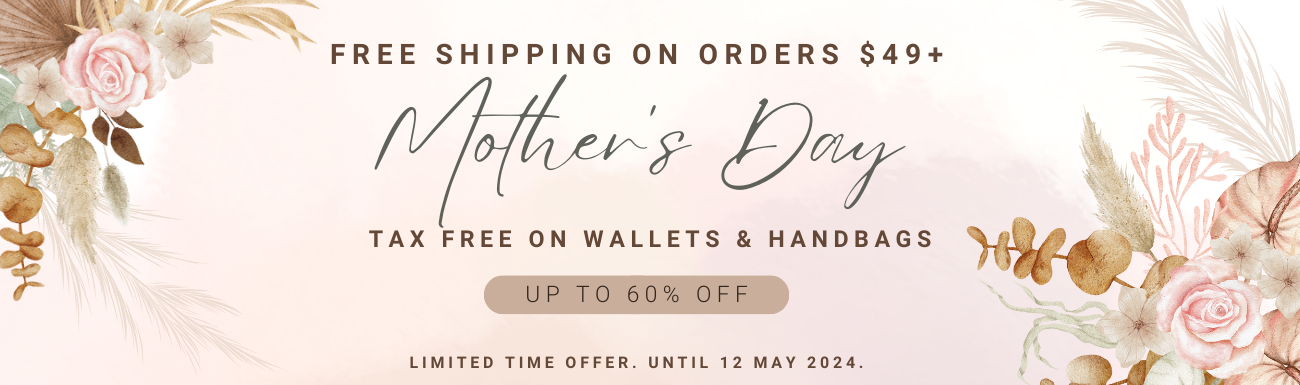 FREE SHIPPING ON ORDERS $49+
Mother's Day
TAX FREE ON WALLETS & HANDBAGS
UP TO 60% OFF
LIMITED TIME OFFER. UNTIL 12 MAY 2024.